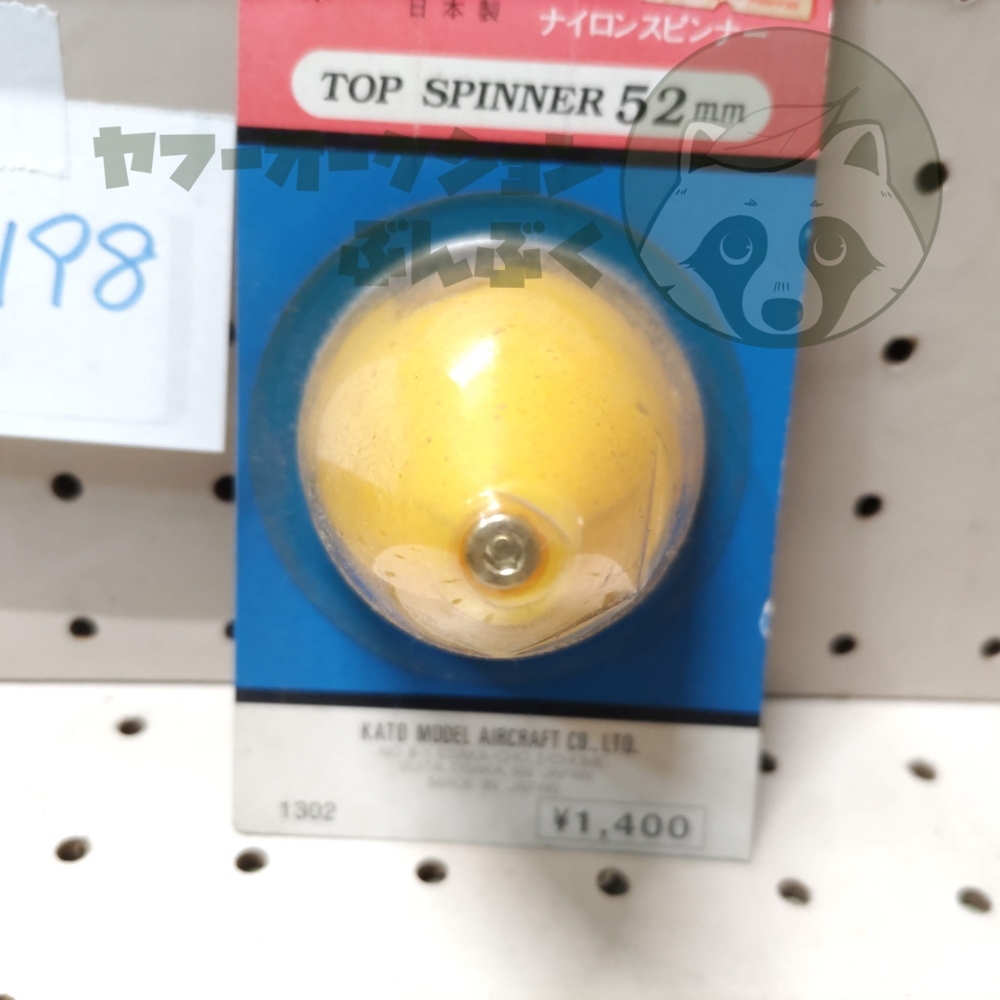 日本製
ナイロンスピンナー
TOP SPINNER 52mm
ヤフーオークション
ぶんぶく
198
KATO MODEL AIRCRAFT CO., LTD.
MADE IN JAPAN
1302
¥1,400